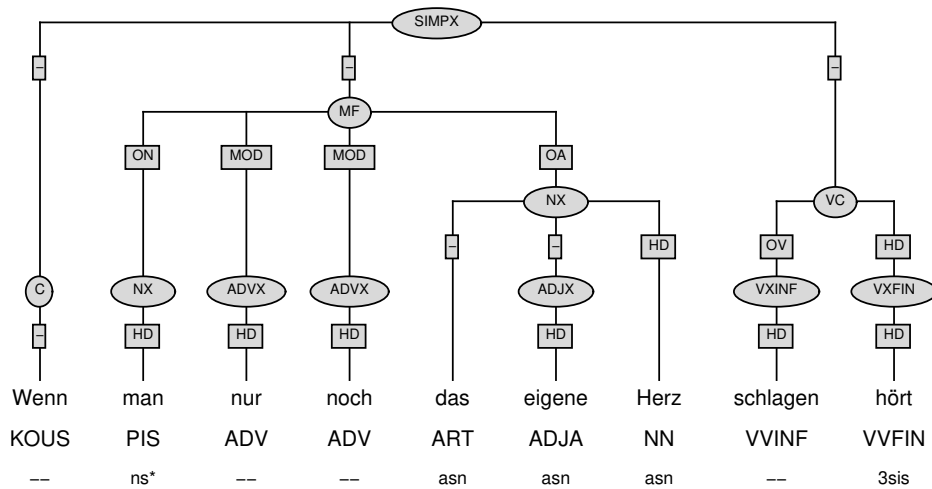 SIMPX
– – –
MF
ON MOD MOD OA
NX VC
– – HD OV HD
C NX ADVX ADVX ADJX VXINF VXFIN
– HD HD HD HD HD HD
Wenn man nur noch das eigene Herz schlagen hört
KOUS PIS ADV ADV ART ADJA NN VVINF VVFIN
−− ns* −− −− asn asn asn −− 3sis